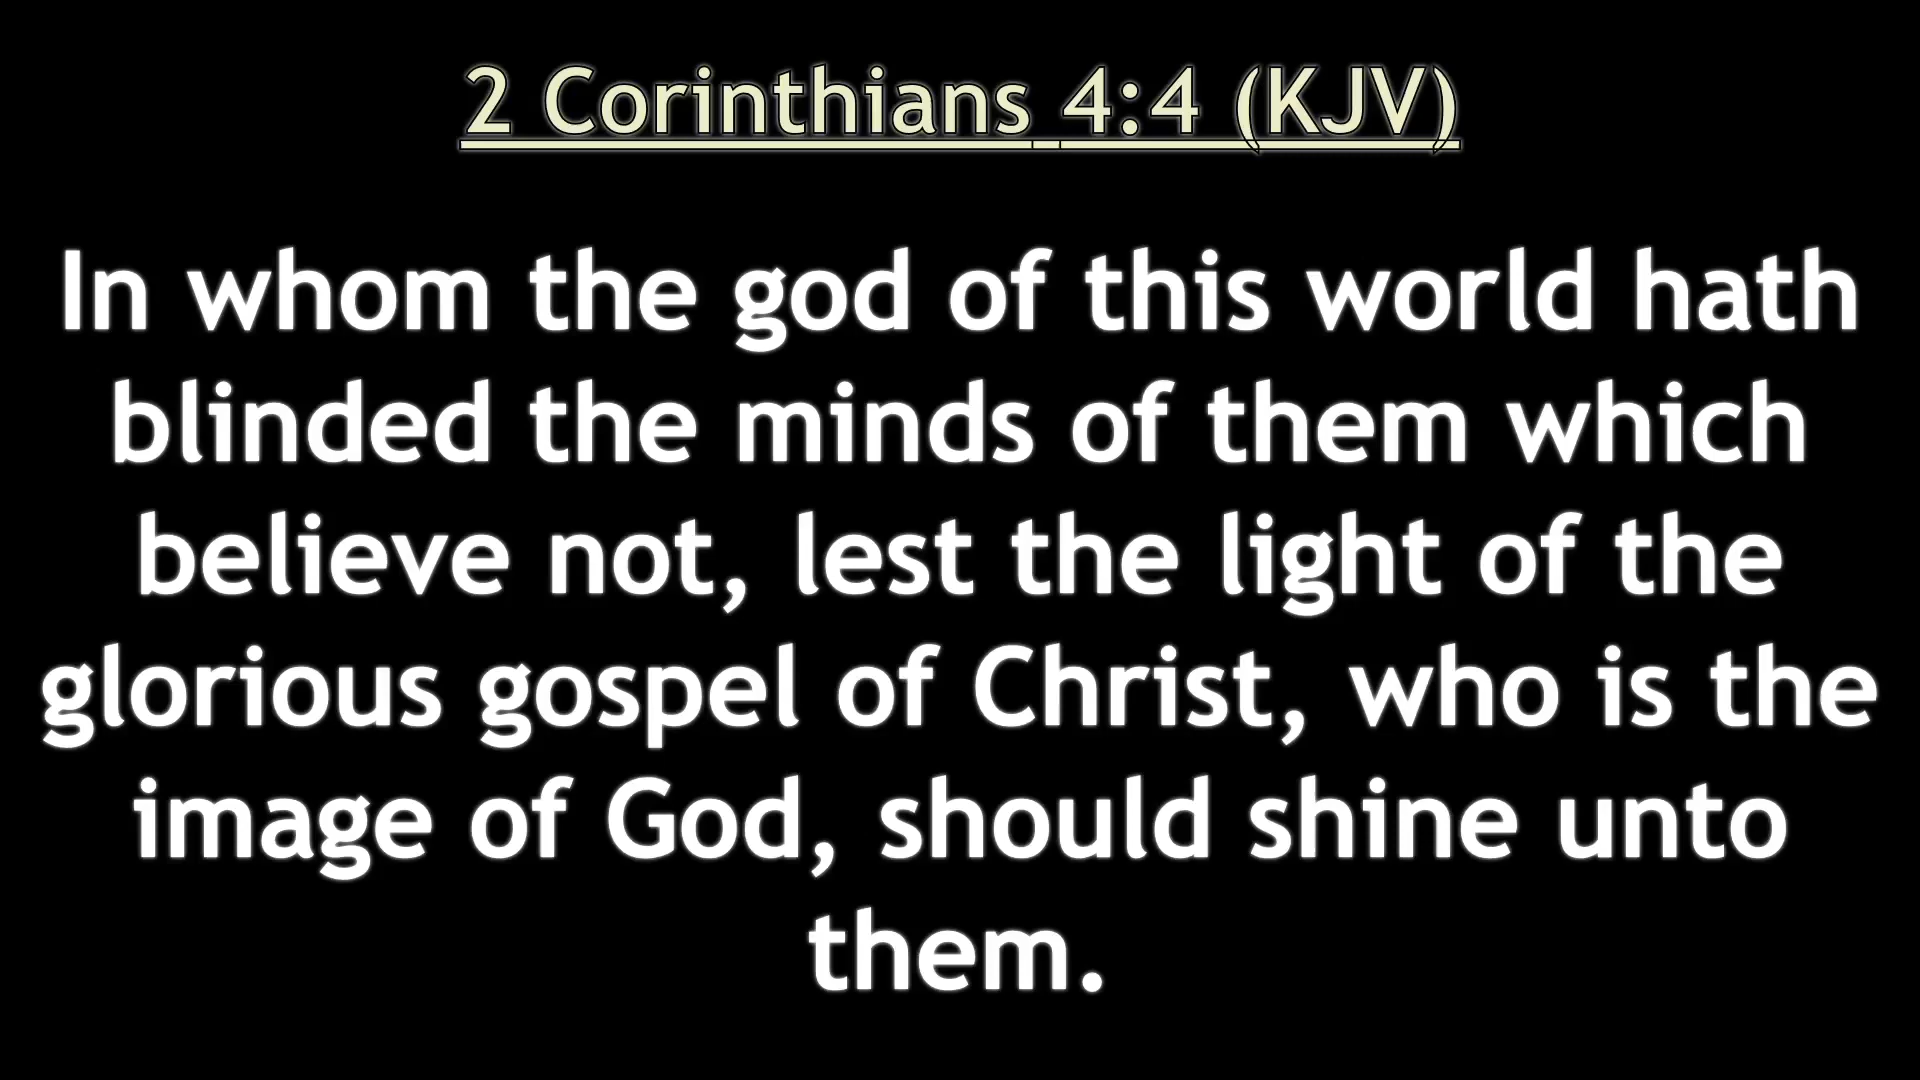 2 Corinthians 4:4 (KJV)
In whom the god of this world hath
blinded the minds of them which
believe not, lest the light of the
glorious gospel of Christ, who is the
image of God, should shine unto
them.